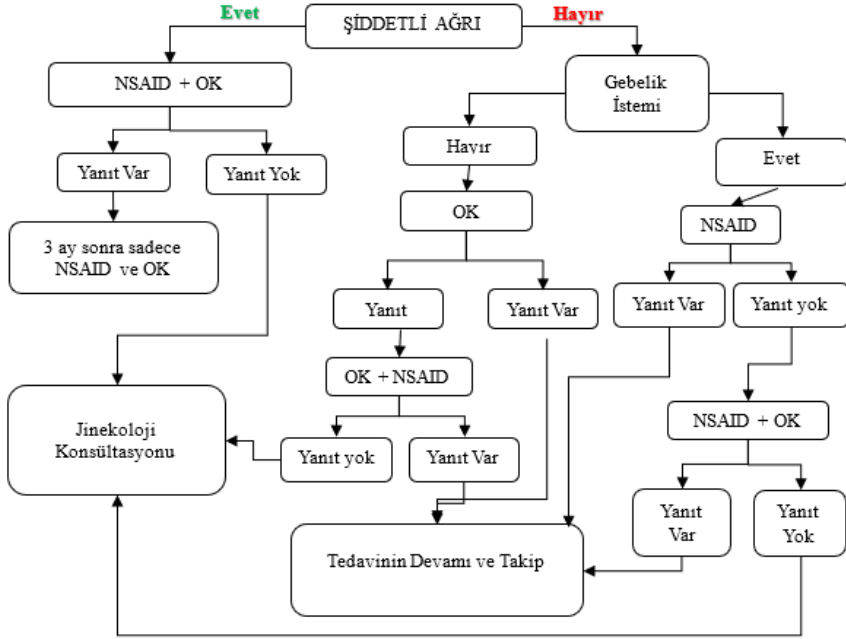 Evet
ŞİDDETLİ AĞRI
Hayır
NSAID + OK
Gebelik
İstemi
Yanıt Var
Yanıt Yok
Hayır
Evet
3 ay sonra sadece
NSAID ve OK
OK
NSAID
Yanıt
Yanıt Var
Yanıt Var
Yanıt yok
OK + NSAID
Jinekoloji
Konsültasyonu
NSAID + OK
Yanıt yok
Yanıt Var
Yanıt
Var
Yanıt
Yok
Tedavinin Devamı ve Takip